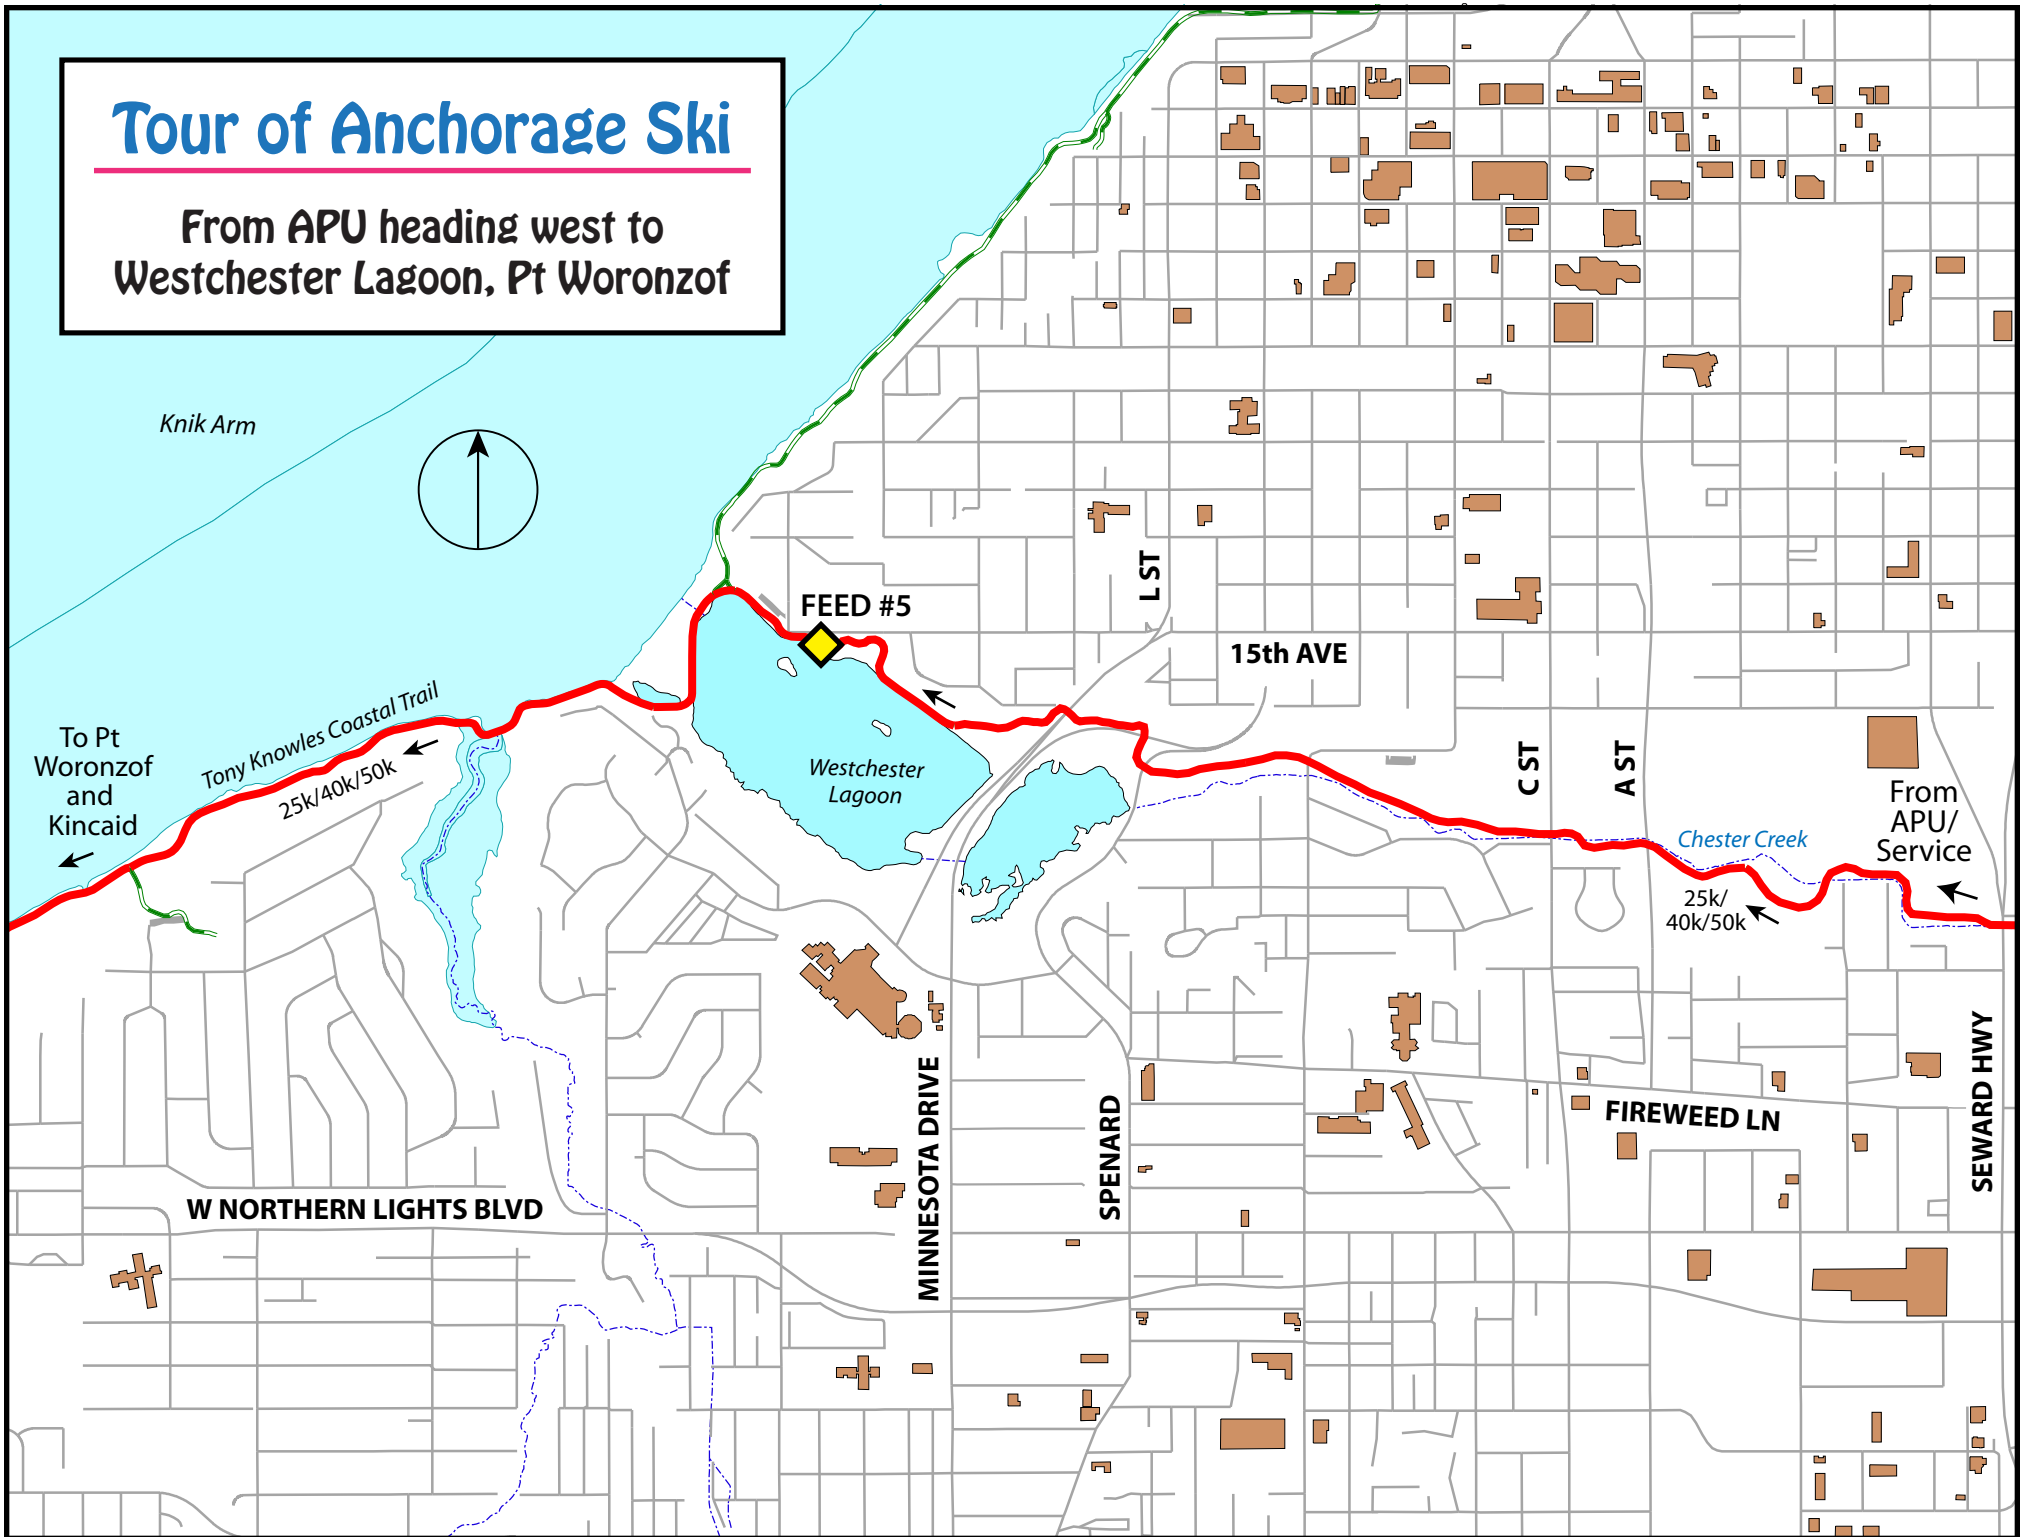 Tour of Anchorage Ski
From APU heading west to
Westchester Lagoon, Pt Woronzof
Knik Arm
FEED #5
L ST
15th AVE
Tony Knowles Coastal Trail
25k/40k/50k
To Pt
Woronzof
and
Kincaid
Westchester
Lagoon
C ST
A ST
Chester Creek
From
APU/
Service
25k/
40k/50k
MINNESOTA DRIVE
SPENARD
FIREWEED LN
SEWARD HWY
W NORTHERN LIGHTS BLVD